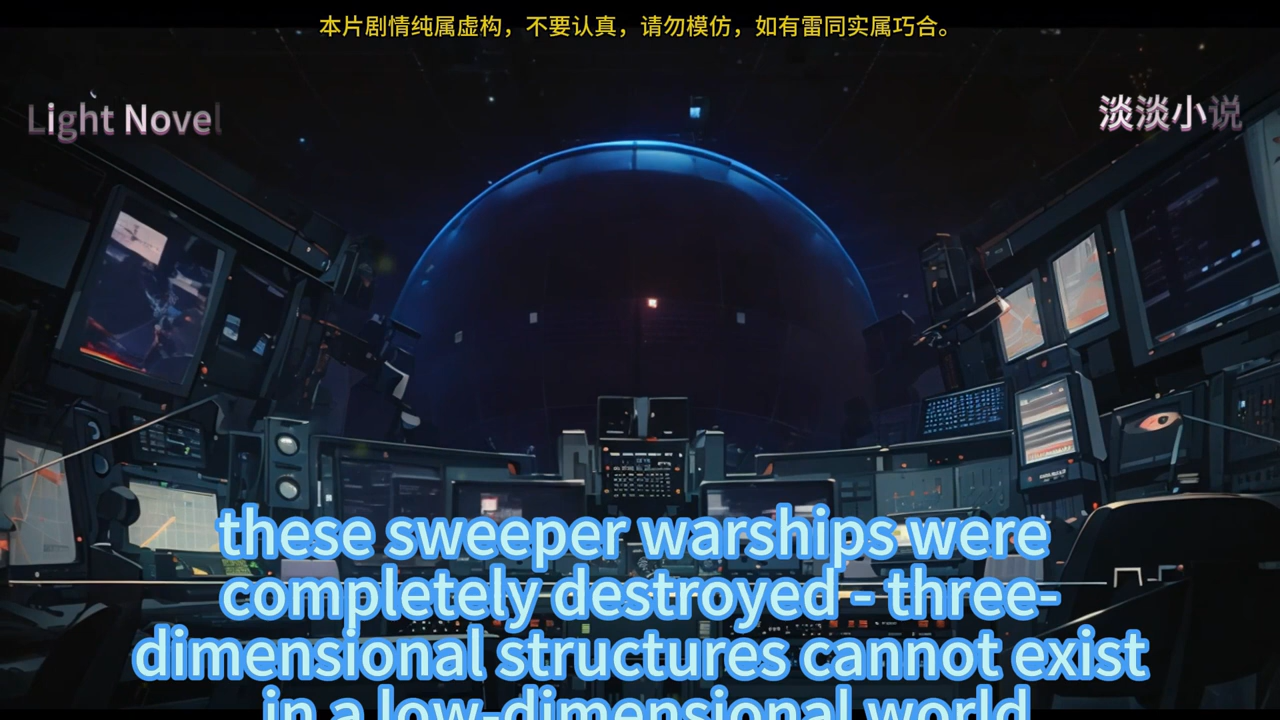 本片剧情纯属虚构，不要认真，请勿模仿，如有雷同实属巧合。
Light Novel
淡淡小说
these sweeper warships were
completely destroyed - three-
dimensional structures cannot exist
in a low-dimensional world